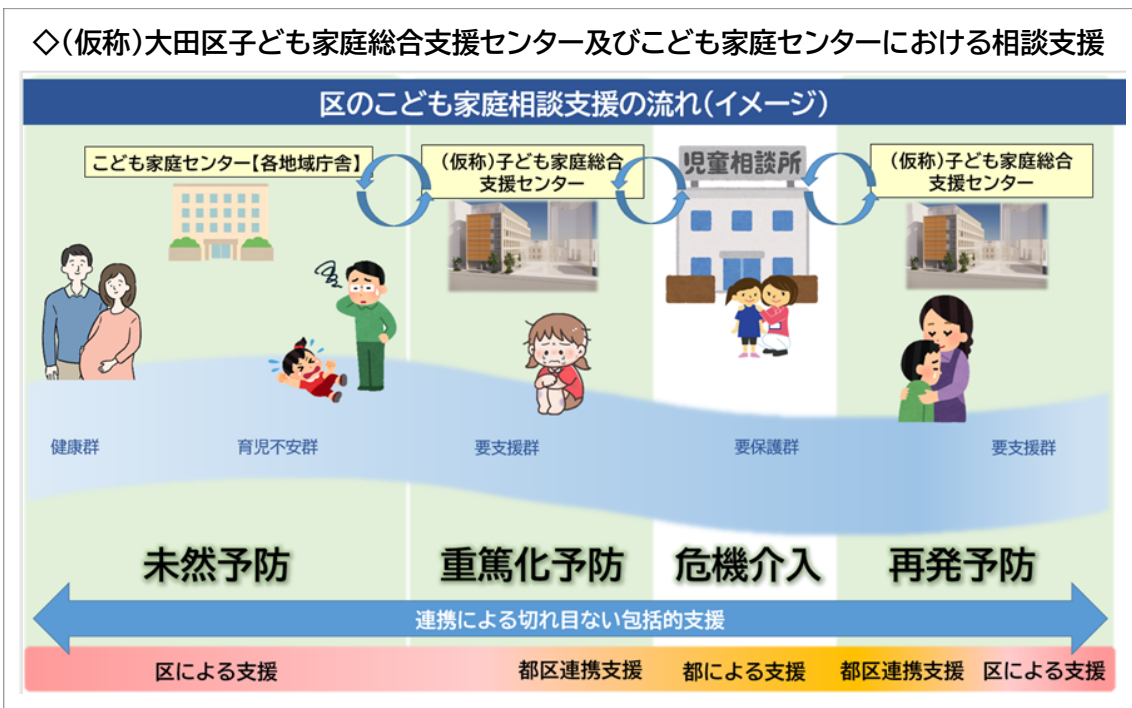 ◇(仮称)大田区子ども家庭総合支援センター及びこども家庭センターにおける相談支援
区のこども家庭相談支援の流れ(イメージ)
こども家庭センター【各地域庁舎】
(仮称)子ども家庭総合
支援センター
児童相談所
(仮称)子ども家庭総合
支援センター
健康群
育児不安群
要支援群
要保護群
要支援群
未然予防
重篤化予防
危機介入
再発予防
連携による切れ目ない包括的支援
区による支援
都区連携支援
都による支援
都区連携支援
区による支援